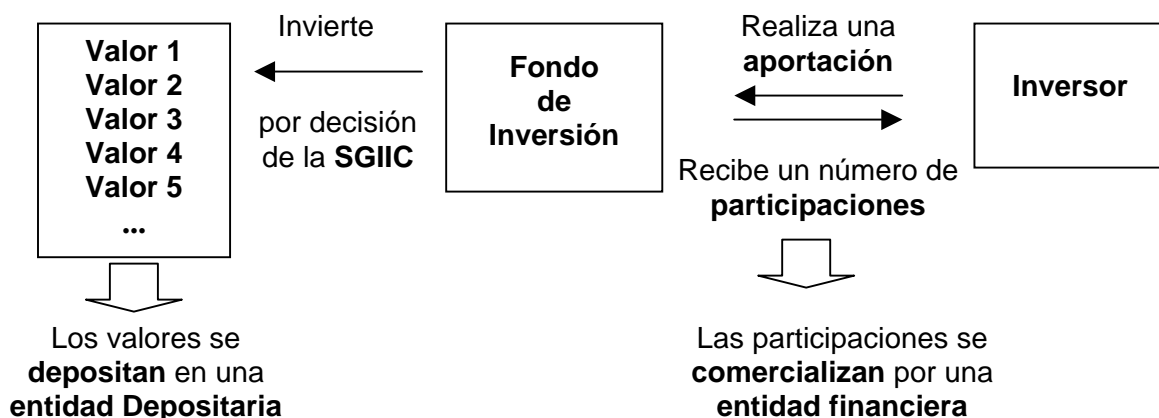 Valor 1
Valor 2
Valor 3
Valor 4
Valor 5
...
Invierte
por decisión
de la SGIIC
Fondo
de
Inversión
Realiza una
aportación
Recibe un número de
participaciones
Inversor
Los valores se
depositan en una
entidad Depositaria
Las participaciones se
comercializan por una
entidad financiera